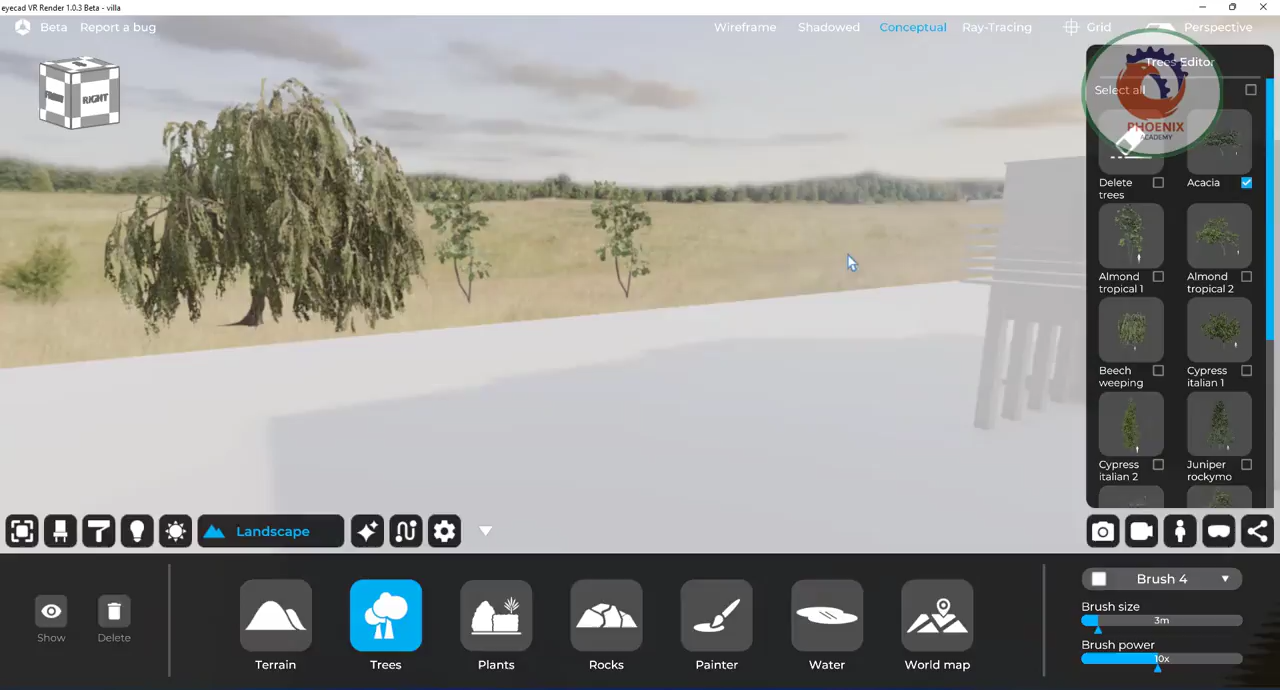 eyecad VR Render 1.0.3 Beta - villa
Beta
Report a bug
Wireframe
Shadowed
Conceptual
Ray-Tracing
Grid
Perspective
RIGHT
Trees Editor
Select all
PHOENIX
ACADEMY
Delete
trees
Acacia
Almond
tropical 1
Almond
tropical 2
Beech
weeping
Cypress
italian 1
Cypress
italian 2
Juniper
rockymo
Landscape
Show
Delete
Terrain
Trees
Plants
Rocks
Painter
Water
World map
Brush 4
Brush size
3m
Brush power
10x